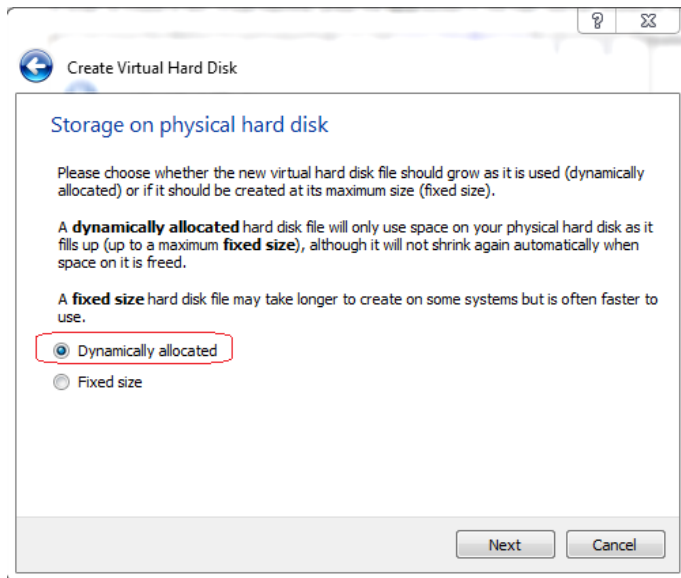 Create Virtual Hard Disk
Storage on physical hard disk
Please choose whether the new virtual hard disk file should grow as it is used (dynamically
allocated) or if it should be created at its maximum size (fixed size).
A dynamically allocated hard disk file will only use space on your physical hard disk as it
fills up (up to a maximum fixed size), although it will not shrink again automatically when
space on it is freed.
A fixed size hard disk file may take longer to create on some systems but is often faster to
use.
Dynamically allocated
Fixed size
Next Cancel